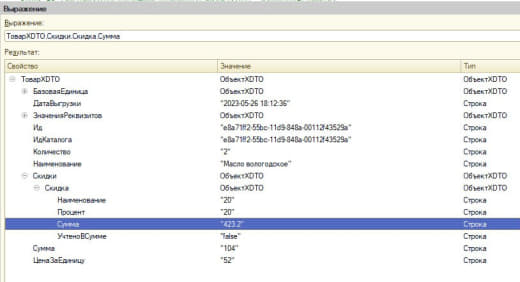 Выражение
Выражение:
ТоварXDTO.Скидки.Скидка.Сумма
Результат:
Свойство Значение Тип
ТоварXDTO ОбъектXDTO ОбъектXDTO
БазоваяЕдиница ОбъектXDTO ОбъектXDTO
ДатаВыгрузки "2023-05-26 18:12:36" Строка
ЗначенияРеквизитов ОбъектXDTO ОбъектXDTO
Ид "e8a71ff2-55bc-11d9-848a-00112f43529a" Строка
ИдКаталога "e8a71ff2-55bc-11d9-848a-00112f43529a" Строка
Количество "2" Строка
Наименование "Масло вологодское" Строка
Скидки ОбъектXDTO ОбъектXDTO
Скидка ОбъектXDTO ОбъектXDTO
Наименование "20" Строка
Процент "20" Строка
Сумма "423.2" Строка
УчтеноВСумме "false" Строка
Сумма "104" Строка
ЦенаЗаЕдиницу "52" Строка